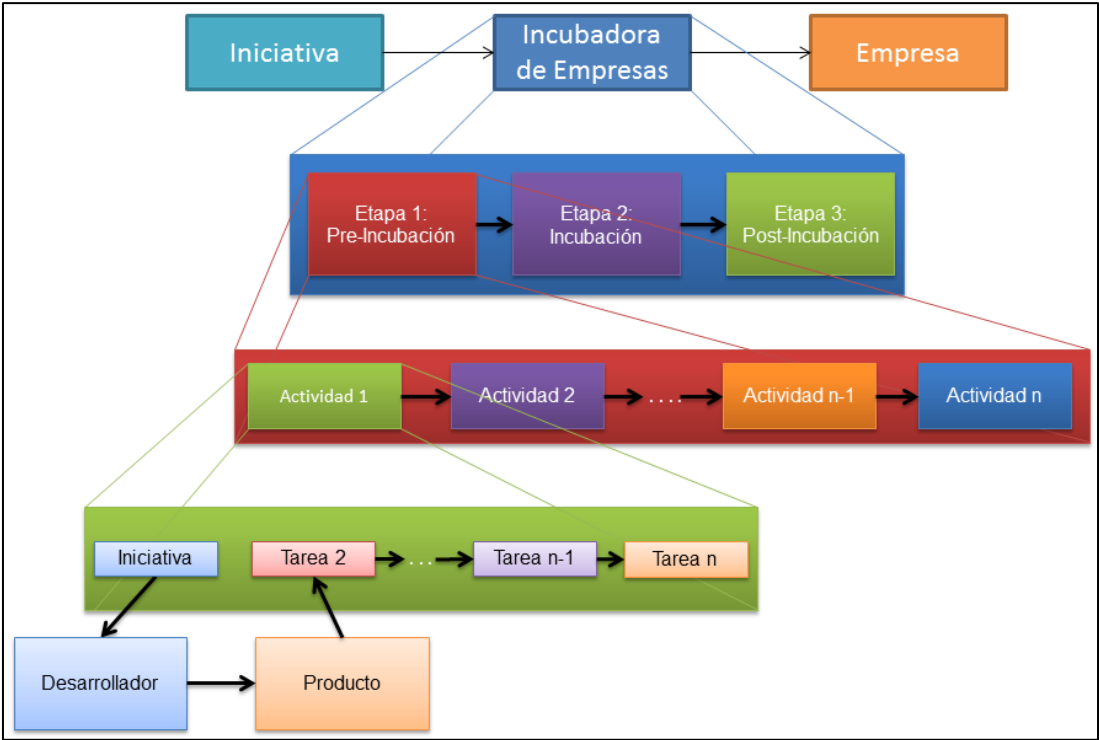 Iniciativa
Incubadora
de Empresas
Empresa
Etapa 1:
Pre-Incubación
Etapa 2:
Incubación
Etapa 3:
Post-Incubación
Actividad 1
Actividad 2
....
Actividad n-1
Actividad n
Iniciativa
Tarea 2
...
Tarea n-1
Tarea n
Desarrollador
Producto